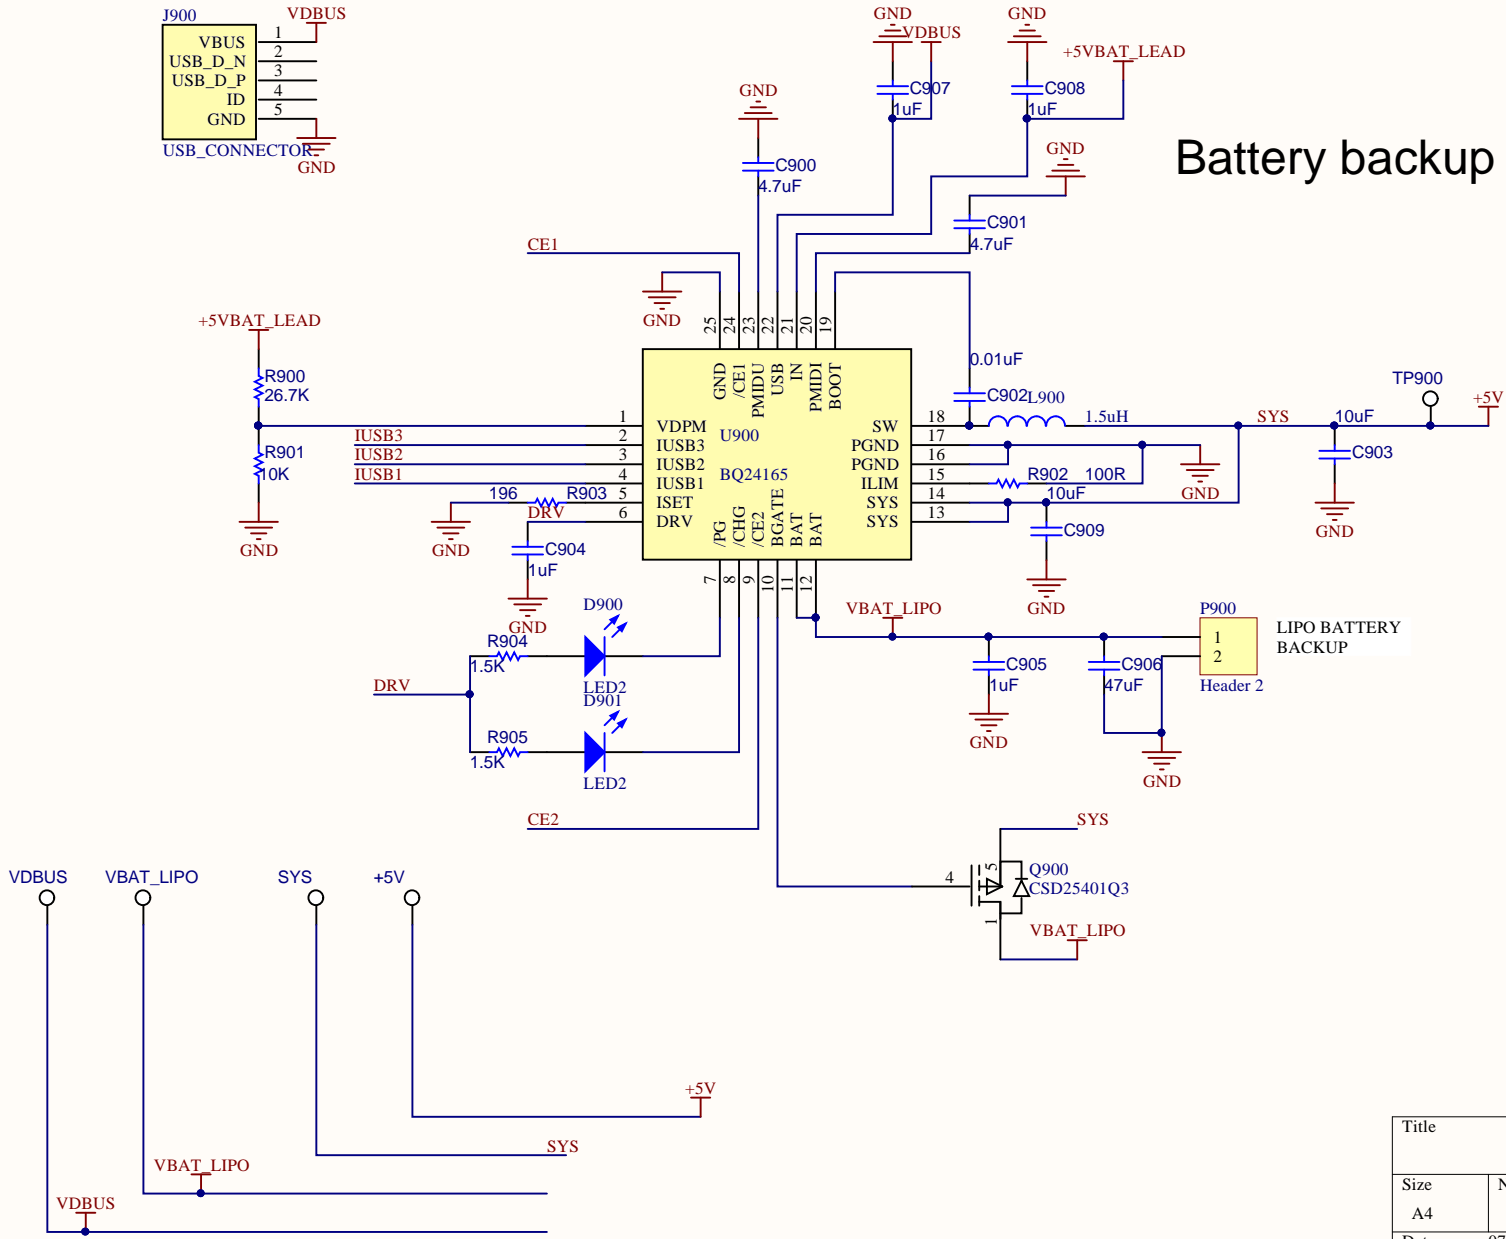 J900
VDBUS
VBUS 1
USB_D_N 2
USB_D_P 3
ID 4
GND 5
USB_CONNECTOR
GND
GND
VDBUS
GND
+5VBAT_LEAD
C907
1uF
C908
1uF
GND
C900
4.7uF
Battery backup
GND
C901
4.7uF
CE1
GND
+5VBAT_LEAD
R900
26.7K
R901
10K
GND
25 24 23 22 21 20 19
GND /CE1 PMIDU USB IN PMIDI BOOT
U900
BQ24165
1 VDPM
IUSB3 2 IUSB3
IUSB2 3 IUSB2
IUSB1 4 IUSB1
196 R903 5 ISET
DRV 6 DRV
GND
C904
1uF
GND
/PG /CHG /CE2 BGATE BAT BAT
7 8 9 10 11 12
0.01uF
C902
L900
1.5uH
SW 18
PGND 17
PGND 16
ILIM 15
SYS 14
SYS 13
R902 100R
GND
10uF
C909
GND
SYS
10uF
C903
GND
TP900
+5V
D900
R904
1.5K
LED2
DRV
D901
R905
1.5K
LED2
CE2
VBAT_LIPO
C905
1uF
GND
C906
47uF
GND
P900
1
2
Header 2
LIPO BATTERY
BACKUP
SYS
4
5
1
Q900
CSD25401Q3
VBAT_LIPO
VDBUS VBAT_LIPO SYS +5V
+5V
SYS
VBAT_LIPO
VDBUS
Title
Size
A4